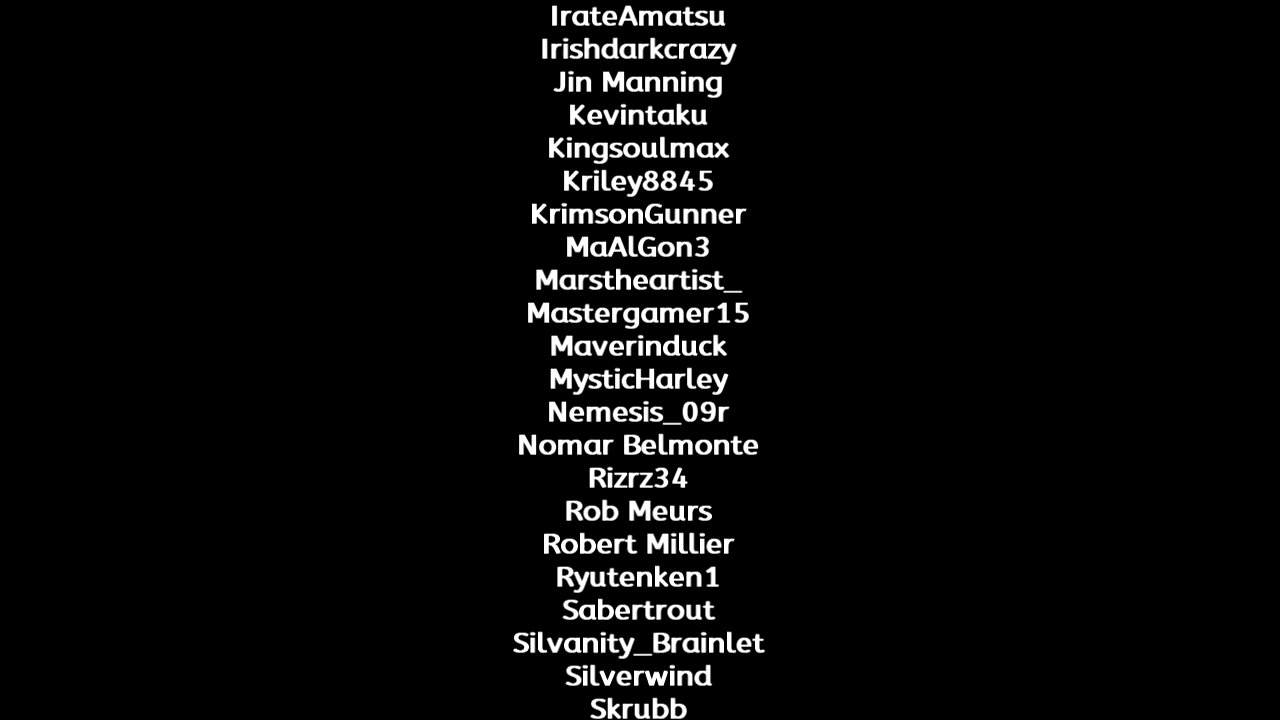 IrateAmatsu
Irishdarkcrazy
Jin Manning
Kevintaku
Kingsoulmax
Kriley8845
KrimsonGunner
MaAlGon3
Marstheartist_
Mastergamer15
Maverinduck
MysticHarley
Nemesis_09r
Nomar Belmonte
Rizrz34
Rob Meurs
Robert Millier
Ryutenken1
Sabertrout
Silvanity_Brainlet
Silverwind
Skrubb